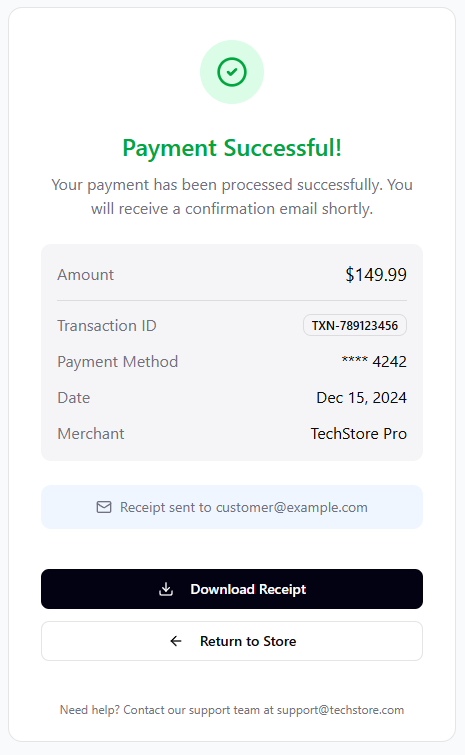 Payment Successful!
Your payment has been processed successfully. You
will receive a confirmation email shortly.
Amount $149.99
Transaction ID TXN-789123456
Payment Method **** 4242
Date Dec 15, 2024
Merchant TechStore Pro
Receipt sent to customer@example.com
Download Receipt
Return to Store
Need help? Contact our support team at support@techstore.com